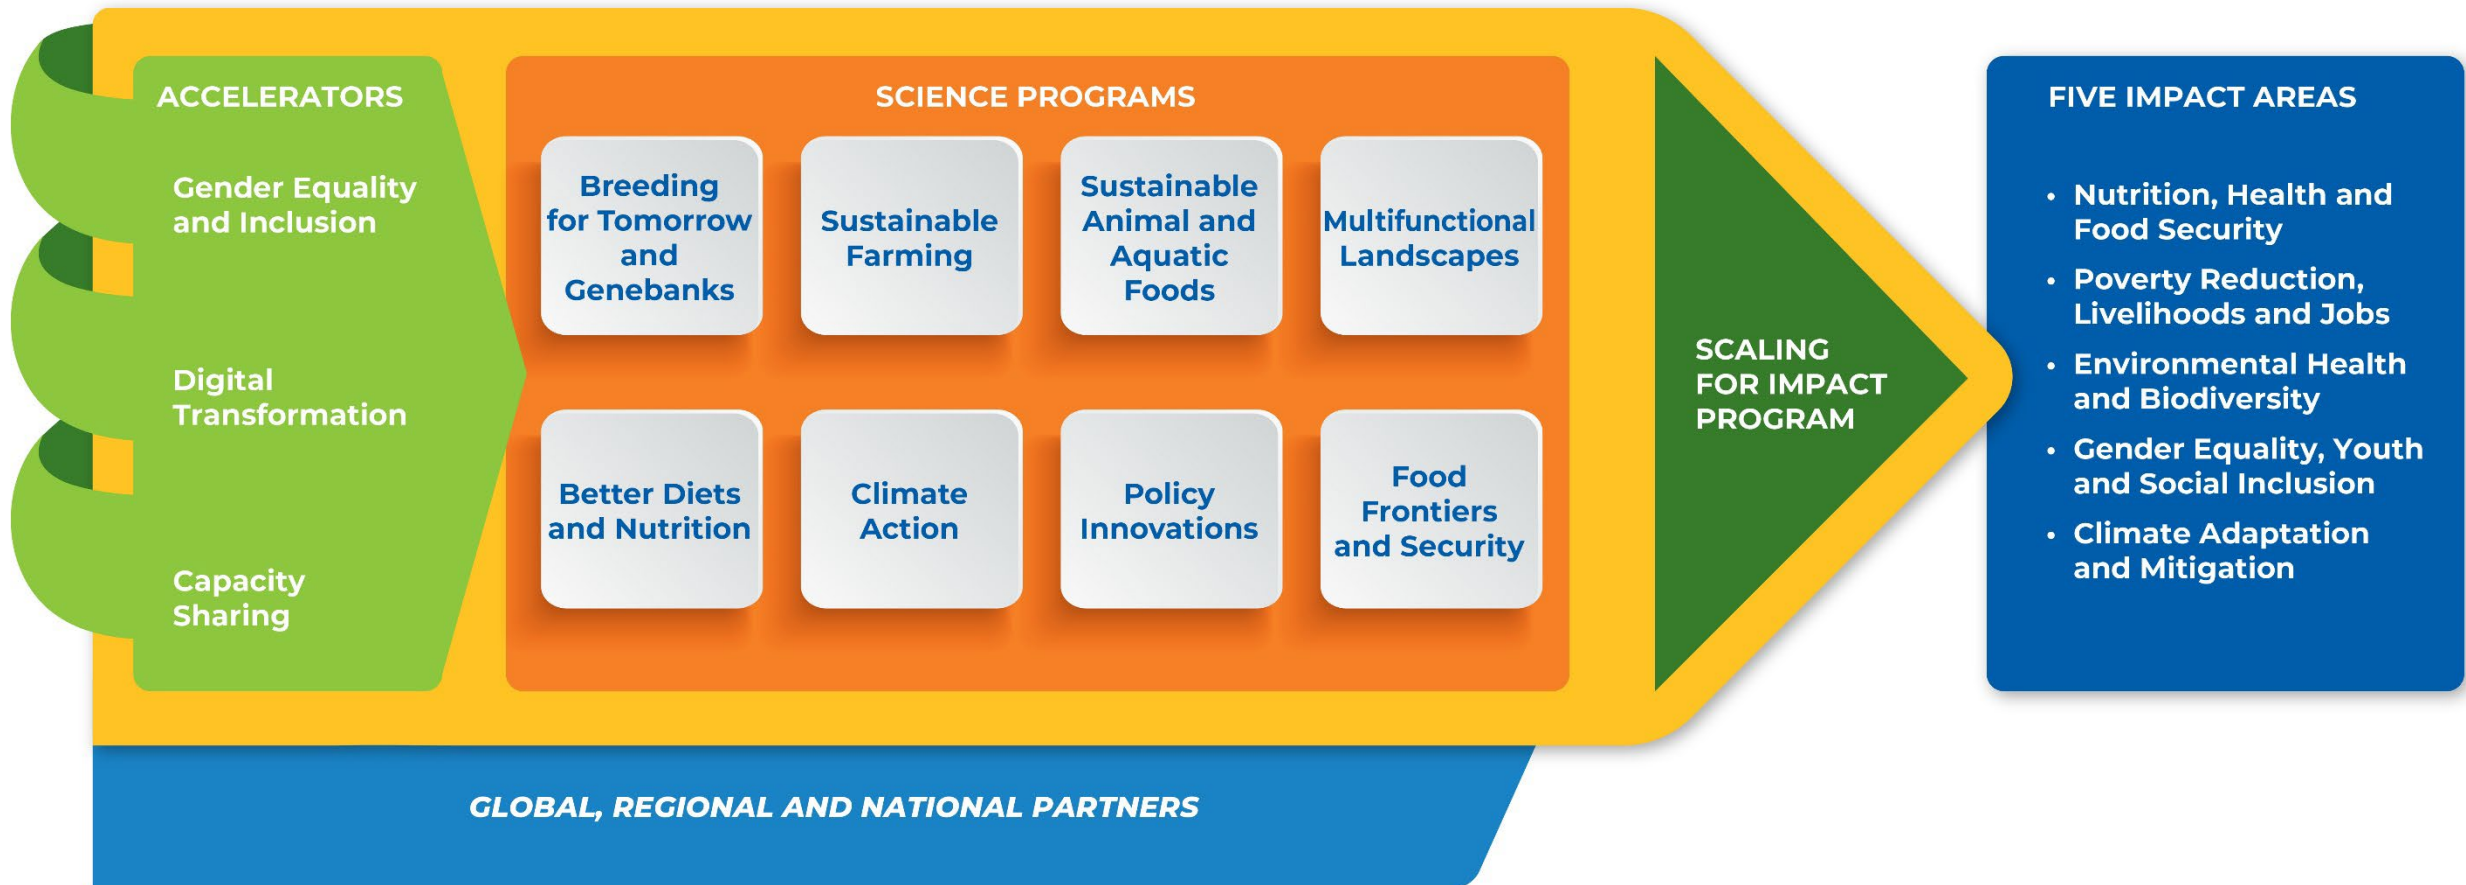 ACCELERATORS
Gender Equality
and Inclusion
Digital
Transformation
Capacity
Sharing
SCIENCE PROGRAMS
Breeding
for Tomorrow
and
Genebanks
Sustainable
Farming
Sustainable
Animal and
Aquatic
Foods
Multifunctional
Landscapes
Better Diets
and Nutrition
Climate
Action
Policy
Innovations
Food
Frontiers
and Security
SCALING
FOR IMPACT
PROGRAM
FIVE IMPACT AREAS
• Nutrition, Health and
Food Security
• Poverty Reduction,
Livelihoods and Jobs
• Environmental Health
and Biodiversity
• Gender Equality, Youth
and Social Inclusion
• Climate Adaptation
and Mitigation
GLOBAL, REGIONAL AND NATIONAL PARTNERS